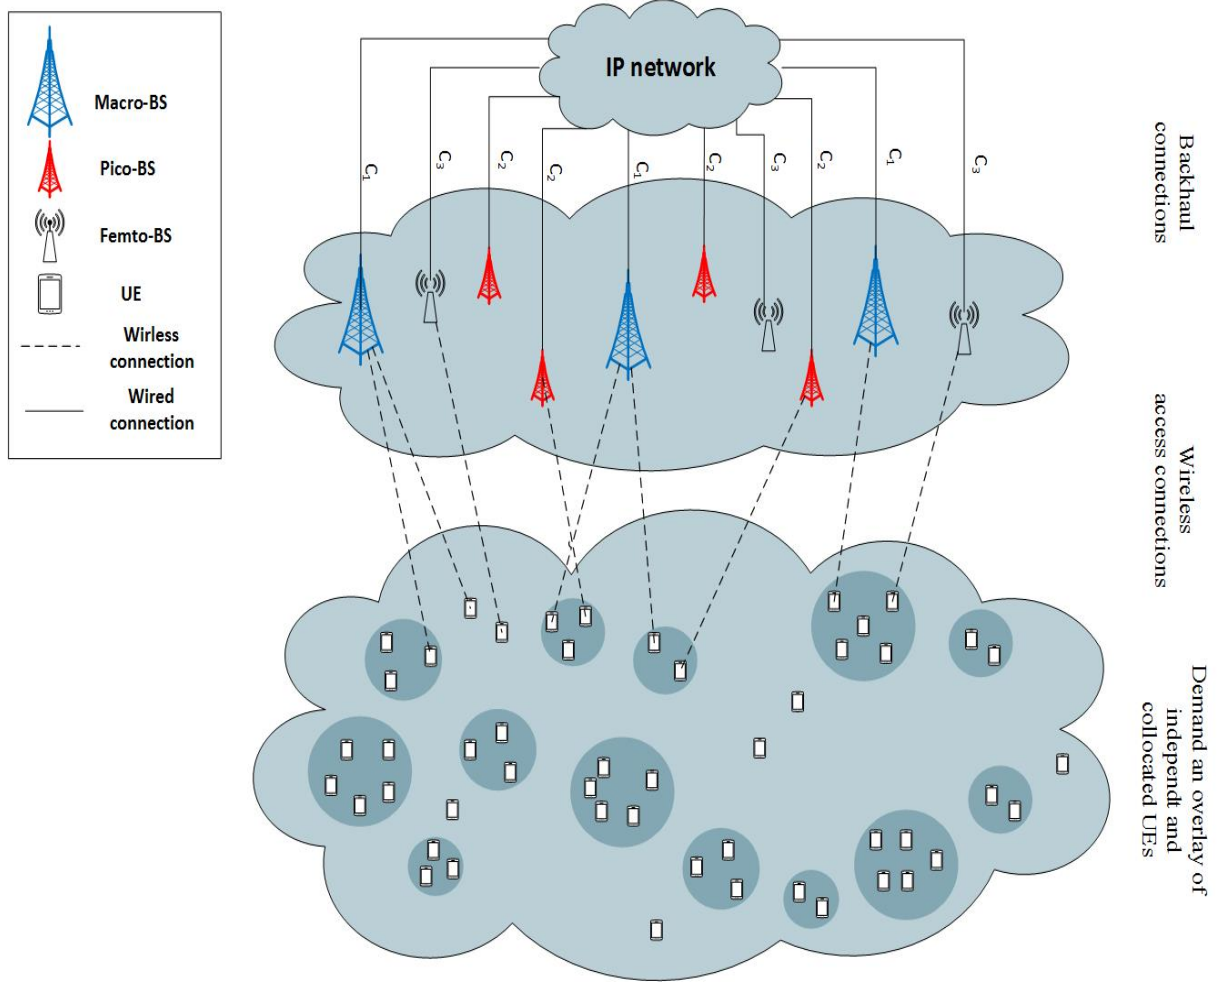 IP network
Macro-BS
Pico-BS
Femto-BS
UE
Wirless
connection
Wired
connection
C1
C3
C2
C2
C1
C2
C3
C2
C1
C3
Backhaul
connections
Wireless
access connections
Demand an overlay of
independt and
collocated UEs